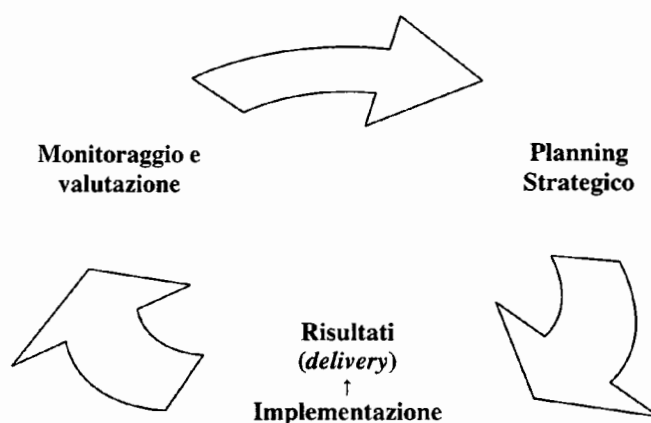 Monitoraggio e
valutazione
Planning
Strategico
Risultati
(delivery)
↑
Implementazione